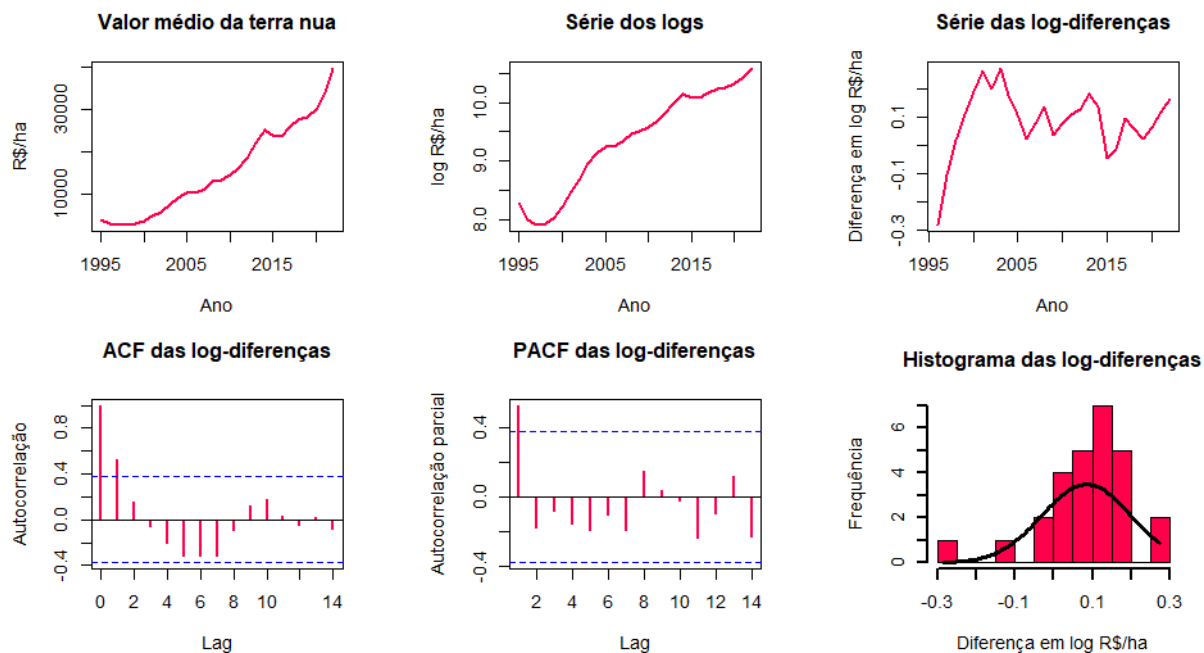 Valor médio da terra nua
R$/ha
10000 30000
1995 2005 2015
Ano
Série dos logs
log R$/ha
8.0 9.0 10.0
1995 2005 2015
Ano
Série das log-diferenças
Diferença em log R$/ha
-0.3 -0.1 0.1
1995 2005 2015
Ano
ACF das log-diferenças
Autocorrelação
-0.4 0.0 0.4 0.8
0 2 4 6 8 10 14
Lag
PACF das log-diferenças
Autocorrelação parcial
-0.4 0.0 0.4
2 4 6 8 10 12 14
Lag
Histograma das log-diferenças
Frequência
0 2 4 6
-0.3 -0.1 0.1 0.3
Diferença em log R$/ha